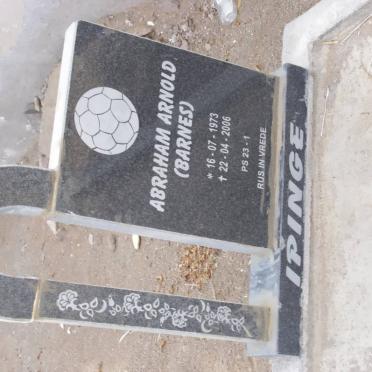 ABRAHAM ARNOLD
(BARNES)
* 16 - 07 - 1973
✝ 22 - 04 - 2006
PS 23 - 1
RUS IN VREDE
IPINGE